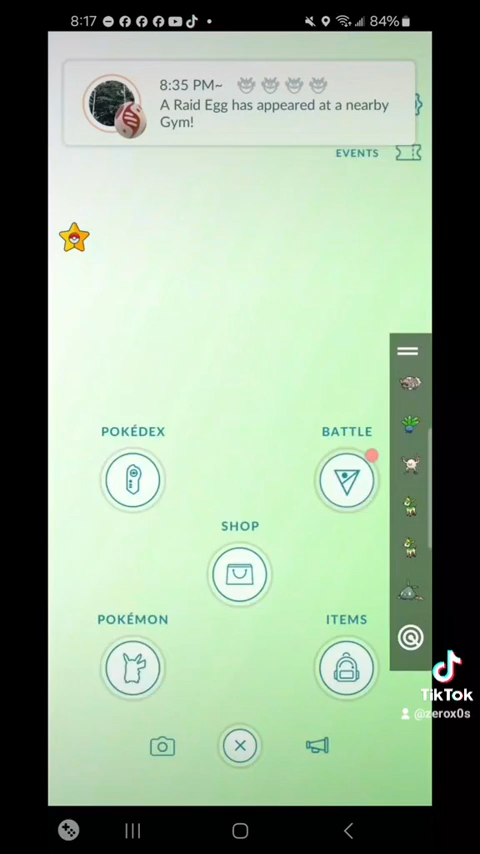 8:17
84%
8:35 PM~
A Raid Egg has appeared at a nearby
Gym!
EVENTS
POKÉDEX
BATTLE
SHOP
POKÉMON
ITEMS
TikTok
@zerox0s